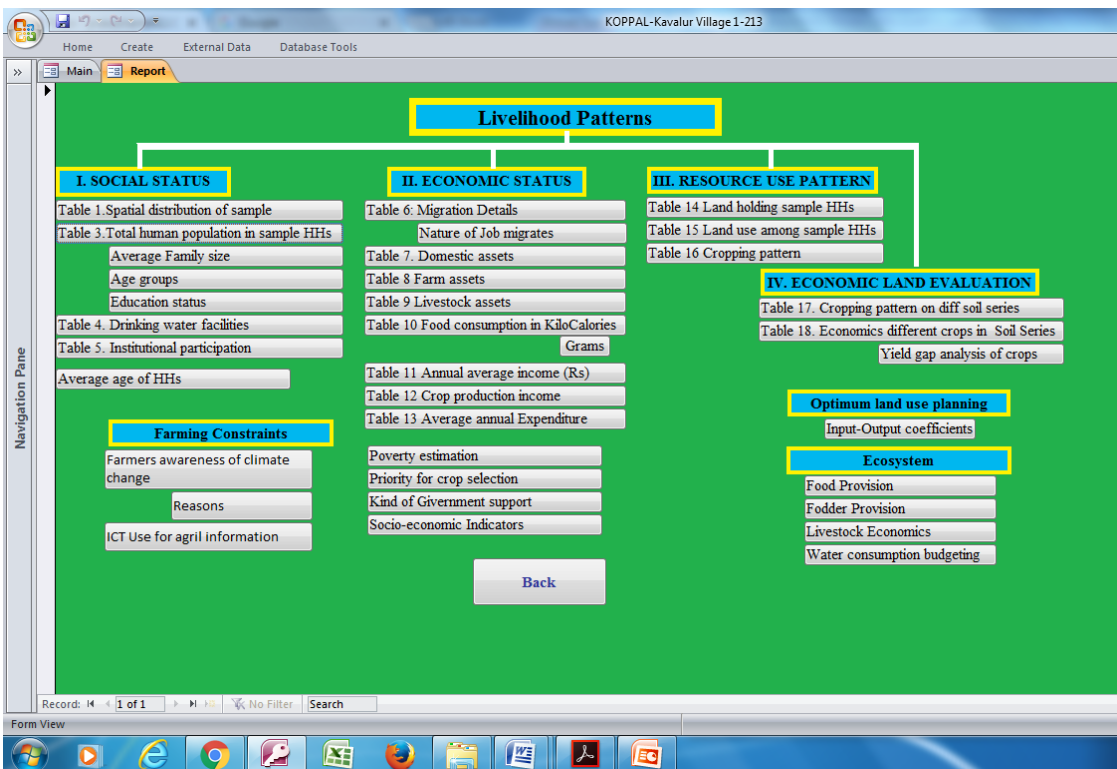 KOPPAL-Kavalur Village 1-213
Home Create External Data Database Tools
Main Report
Navigation Pane
Livelihood Patterns
I. SOCIAL STATUS
Table 1.Spatial distribution of sample
Table 3.Total human population in sample HHs
Average Family size
Age groups
Education status
Table 4. Drinking water facilities
Table 5. Institutional participation
Average age of HHs
Farming Constraints
Farmers awareness of climate
change
Reasons
ICT Use for agril information
II. ECONOMIC STATUS
Table 6: Migration Details
Nature of Job migrates
Table 7. Domestic assets
Table 8 Farm assets
Table 9 Livestock assets
Table 10 Food consumption in KiloCalories
Grams
Table 11 Annual average income (Rs)
Table 12 Crop production income
Table 13 Average annual Expenditure
Poverty estimation
Priority for crop selection
Kind of Givernment support
Socio-economic Indicators
Back
III. RESOURCE USE PATTERN
Table 14 Land holding sample HHs
Table 15 Land use among sample HHs
Table 16 Cropping pattern
IV. ECONOMIC LAND EVALUATION
Table 17. Cropping pattern on diff soil series
Table 18. Economics different crops in Soil Series
Yield gap analysis of crops
Optimum land use planning
Input-Output coefficients
Ecosystem
Food Provision
Fodder Provision
Livestock Economics
Water consumption budgeting
Record: 1 of 1 No Filter Search
Form View